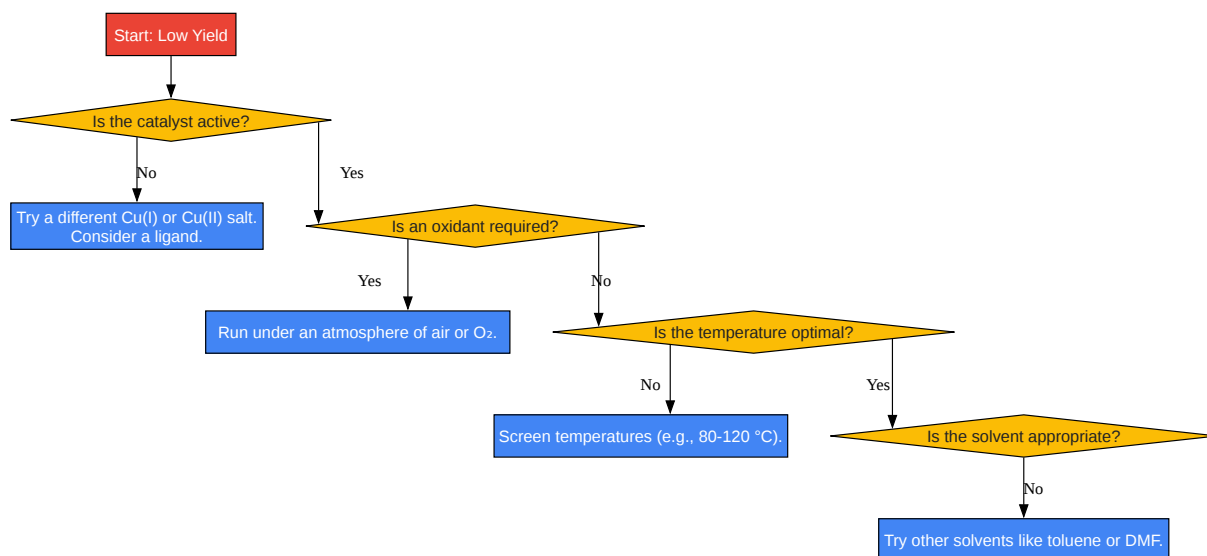 Start: Low Yield
Is the catalyst active?
No
Yes
Try a different Cu(I) or Cu(II) salt.
Consider a ligand.
Is an oxidant required?
Yes
No
Run under an atmosphere of air or O₂.
Is the temperature optimal?
No
Yes
Screen temperatures (e.g., 80-120 °C).
Is the solvent appropriate?
No
Try other solvents like toluene or DMF.